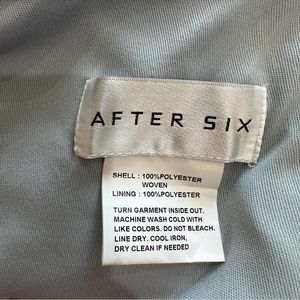 AFTER SIX
SHELL : 100%POLYESTER
WOVEN
LINING : 100%POLYESTER
TURN GARMENT INSIDE OUT.
MACHINE WASH COLD WITH
LIKE COLORS. DO NOT BLEACH.
LINE DRY. COOL IRON,
DRY CLEAN IF NEEDED